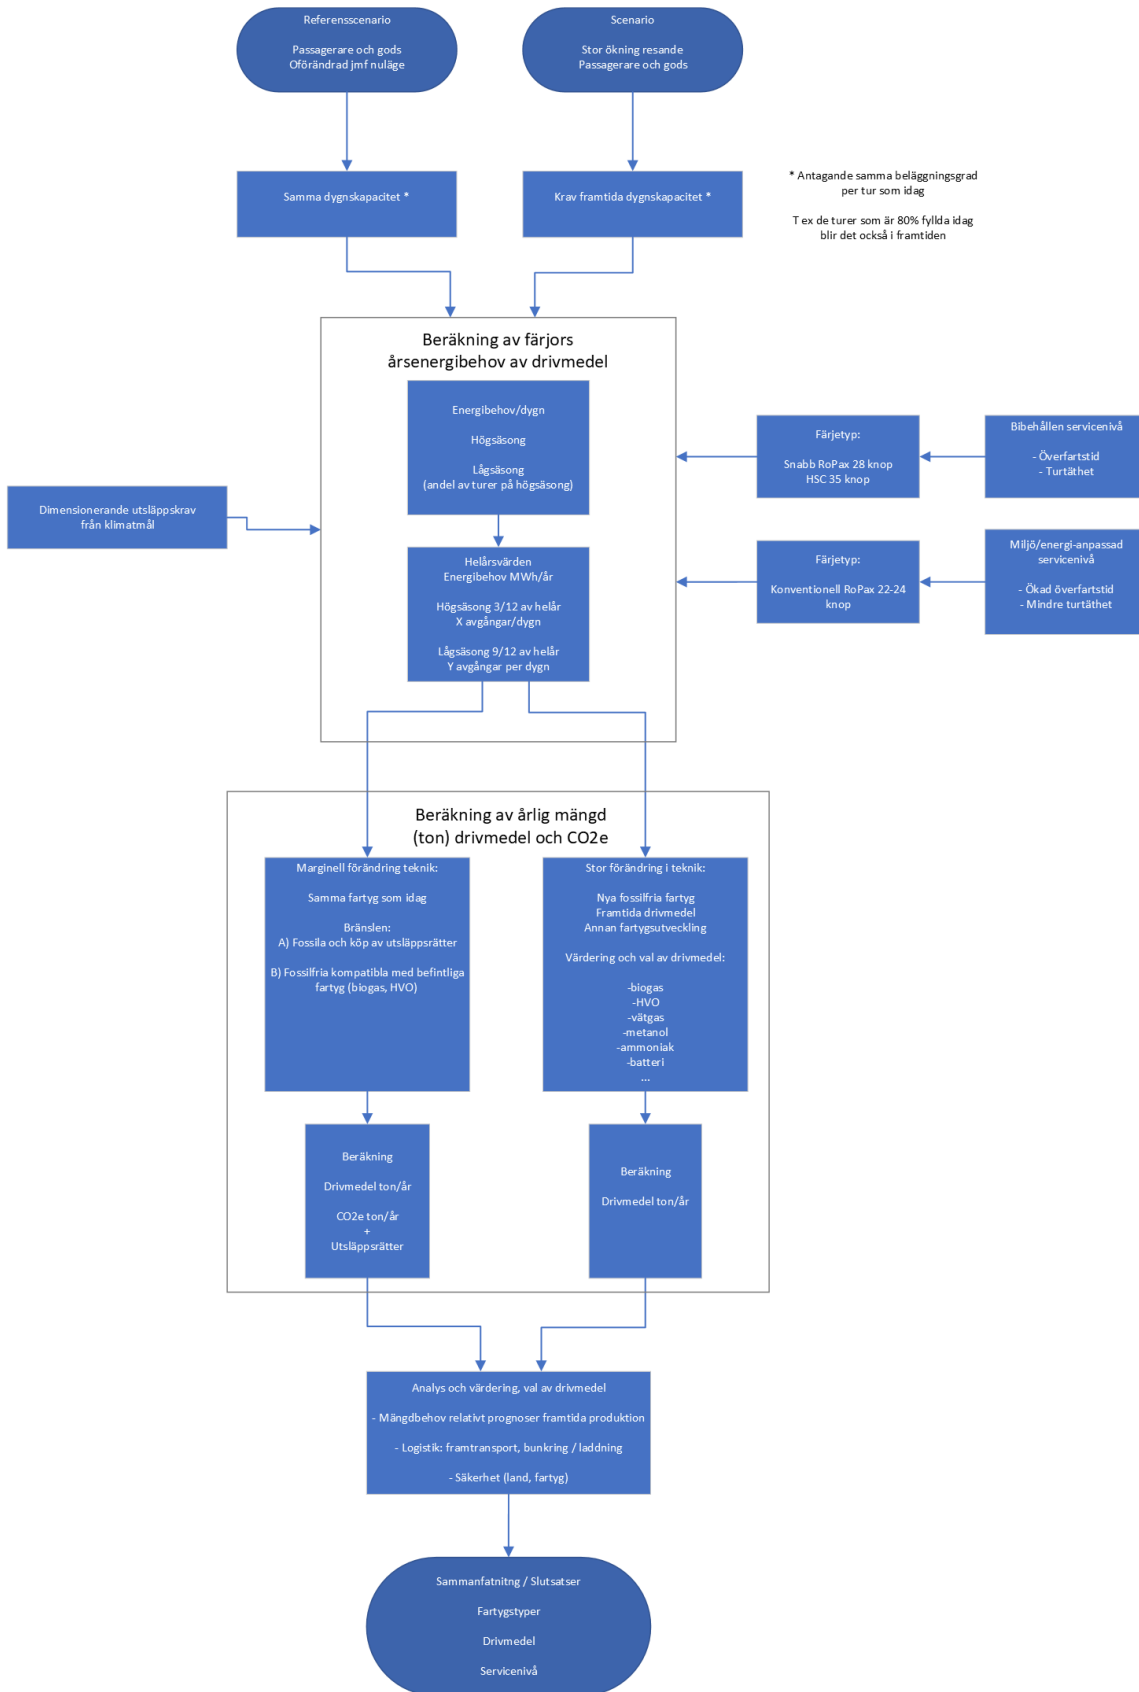 Referensscenario
Passagerare och gods
Oförändrad jmf nuläge
Scenario
Stor ökning resande
Passagerare och gods
Samma dygnskapacitet *
Krav framtida dygnskapacitet *
* Antagande samma beläggningsgrad
per tur som idag
T ex de turer som är 80% fyllda idag
blir det också i framtiden
Beräkning av färjors
årsenergibehov av drivmedel
Energibehov/dygn
Högsäsong
Lågsäsong
(andel av turer på högsäsong)
Färjetyp:
Snabb RoPax 28 knop
HSC 35 knop
Bibehållen servicenivå
- Överfartstid
- Turtäthet
Dimensionerande utsläppskrav
från klimatmål
Helårsvärden
Energibehov MWh/år
Högsäsong 3/12 av helår
X avgångar/dygn
Lågsäsong 9/12 av helår
Y avgångar per dygn
Färjetyp:
Konventionell RoPax 22-24
knop
Miljö/energi-anpassad
servicenivå
- Ökad överfartstid
- Mindre turtäthet
Beräkning av årlig mängd
(ton) drivmedel och CO2e
Marginell förändring teknik:
Samma fartyg som idag
Bränslen:
A) Fossila och köp av utsläppsrätter
B) Fossilfria kompatibla med befintliga
fartyg (biogas, HVO)
Stor förändring i teknik:
Nya fossilfria fartyg
Framtida drivmedel
Annan fartygsutveckling
Värdering och val av drivmedel:
-biogas
-HVO
-vätgas
-metanol
-ammoniak
-batteri
...
Beräkning
Drivmedel ton/år
CO2e ton/år
+
Utsläppsrätter
Beräkning
Drivmedel ton/år
Analys och värdering, val av drivmedel
- Mängdbehov relativt prognoser framtida produktion
- Logistik: framtransport, bunkring / laddning
- Säkerhet (land, fartyg)
Sammanfatnitng / Slutsatser
Fartygstyper
Drivmedel
Servicenivå